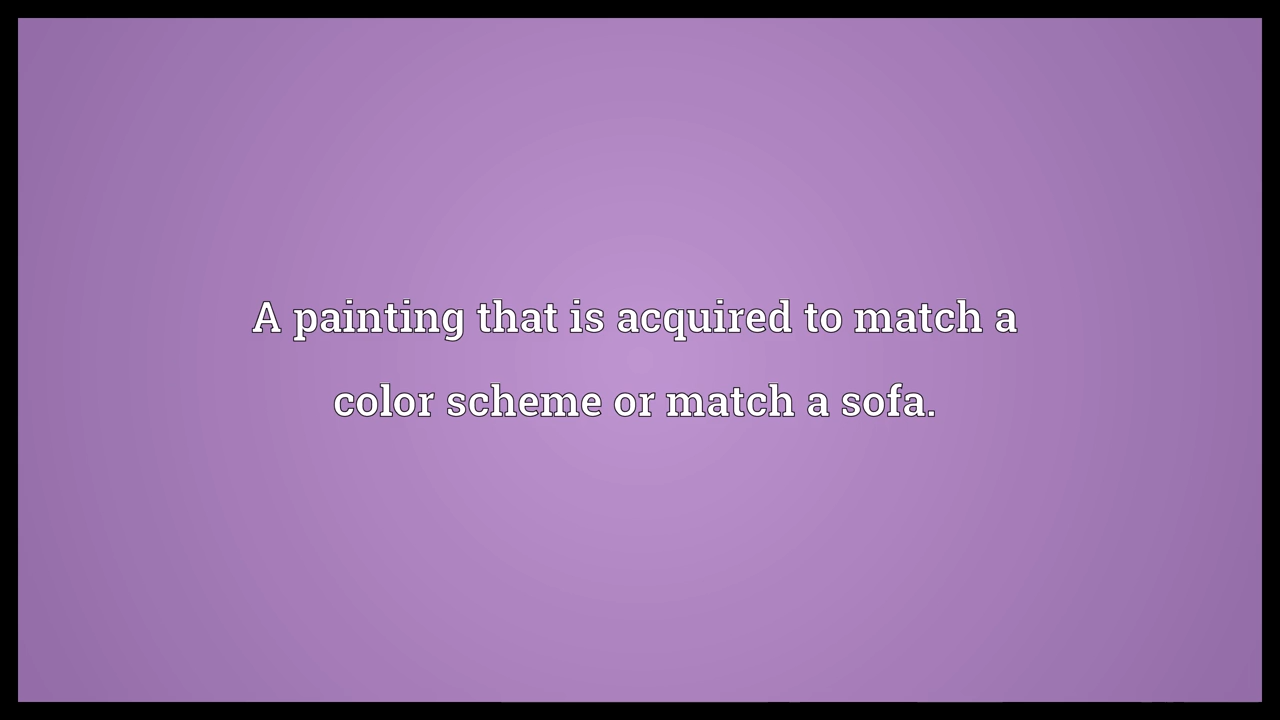 A painting that is acquired to match a
color scheme or match a sofa.